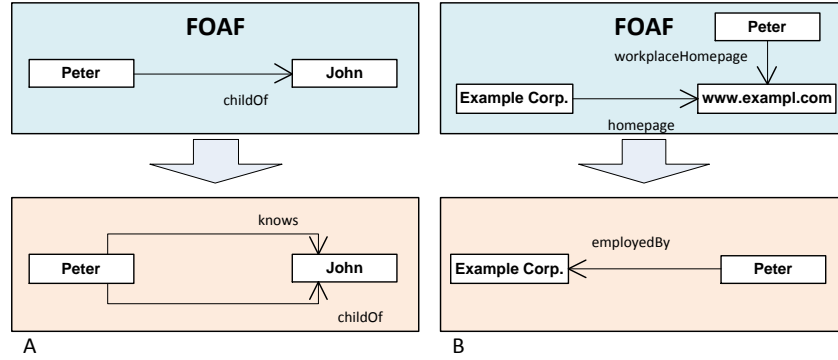 FOAF
Peter
John
childOf
knows
Peter
John
childOf
A
FOAF
Peter
workplaceHomepage
Example Corp.
www.exampl.com
homepage
employedBy
Example Corp.
Peter
B